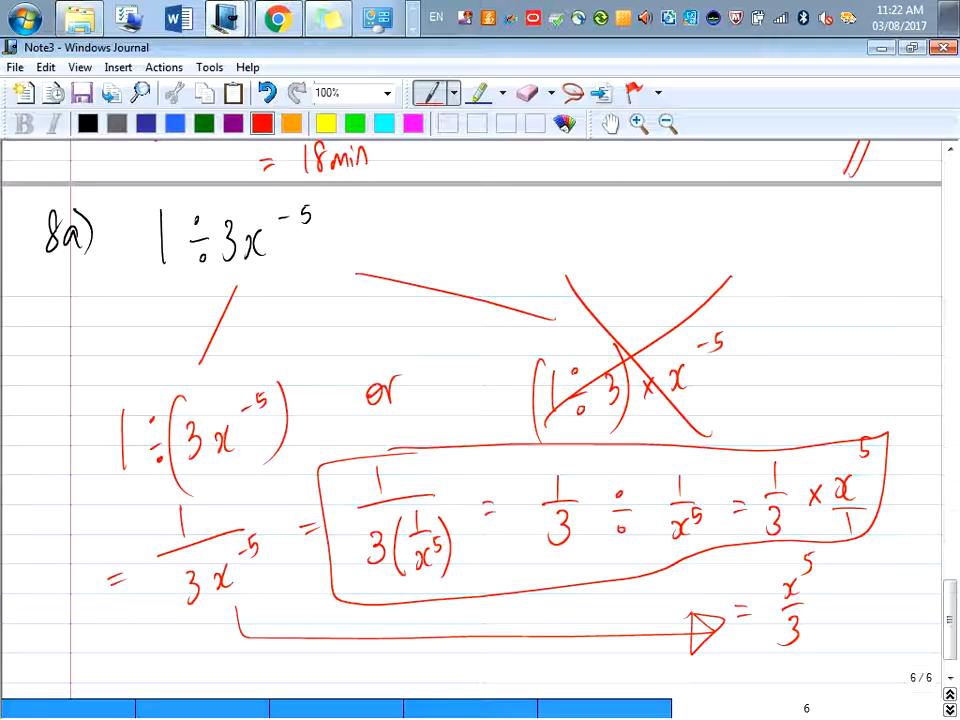 EN
11:22 AM
03/08/2017
Note3 - Windows Journal
File Edit View Insert Actions Tools Help
100%
B I
= 18min
8a) 1 ÷ 3x⁻⁵
1 ÷ (3x⁻⁵) or (1 ÷ 3) × x⁻⁵
= 1/3x⁻⁵ = 1/3(1/x⁵) = 1/3 ÷ 1/x⁵ = 1/3 × x⁵/1
= x⁵/3
6 / 6
6